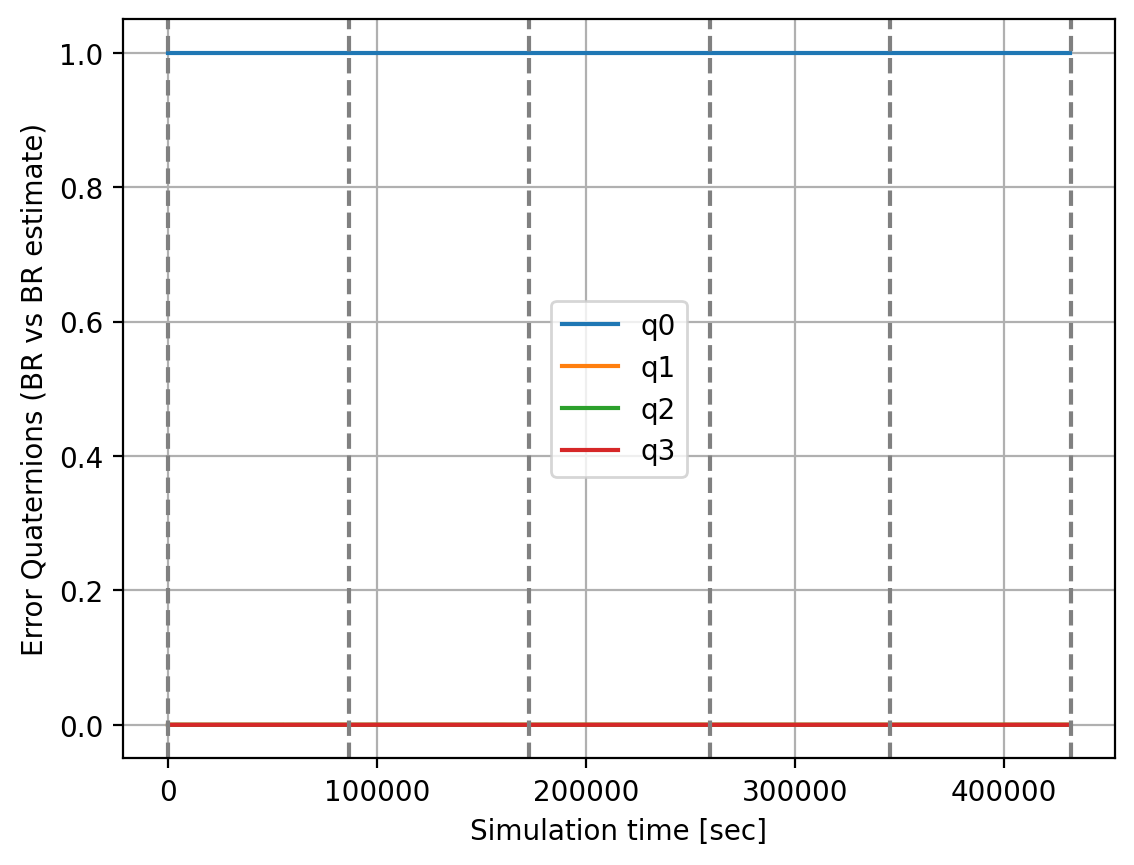 1.0
0.8
0.6
0.4
0.2
0.0
Error Quaternions (BR vs BR estimate)
q0
q1
q2
q3
0
100000
200000
300000
400000
Simulation time [sec]